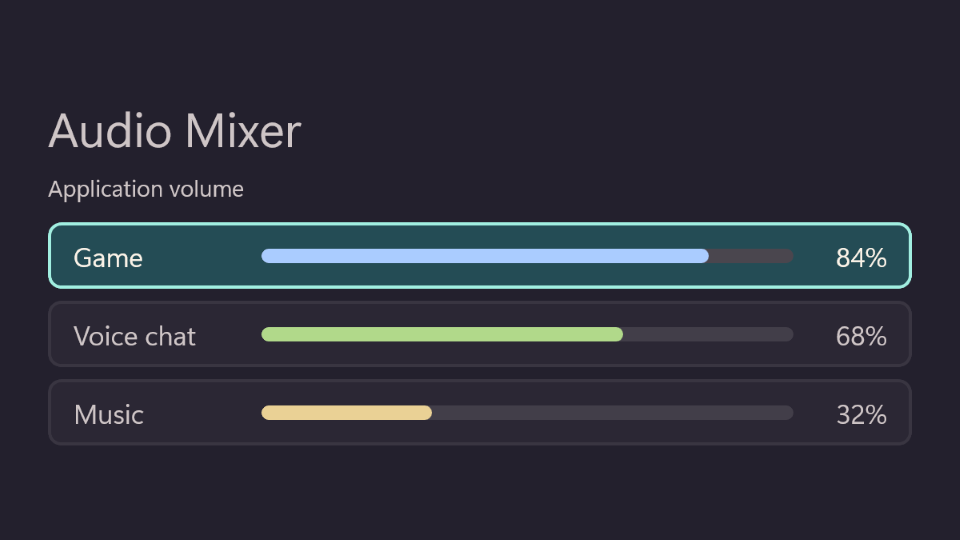 Audio Mixer
Application volume
Game 84%
Voice chat 68%
Music 32%